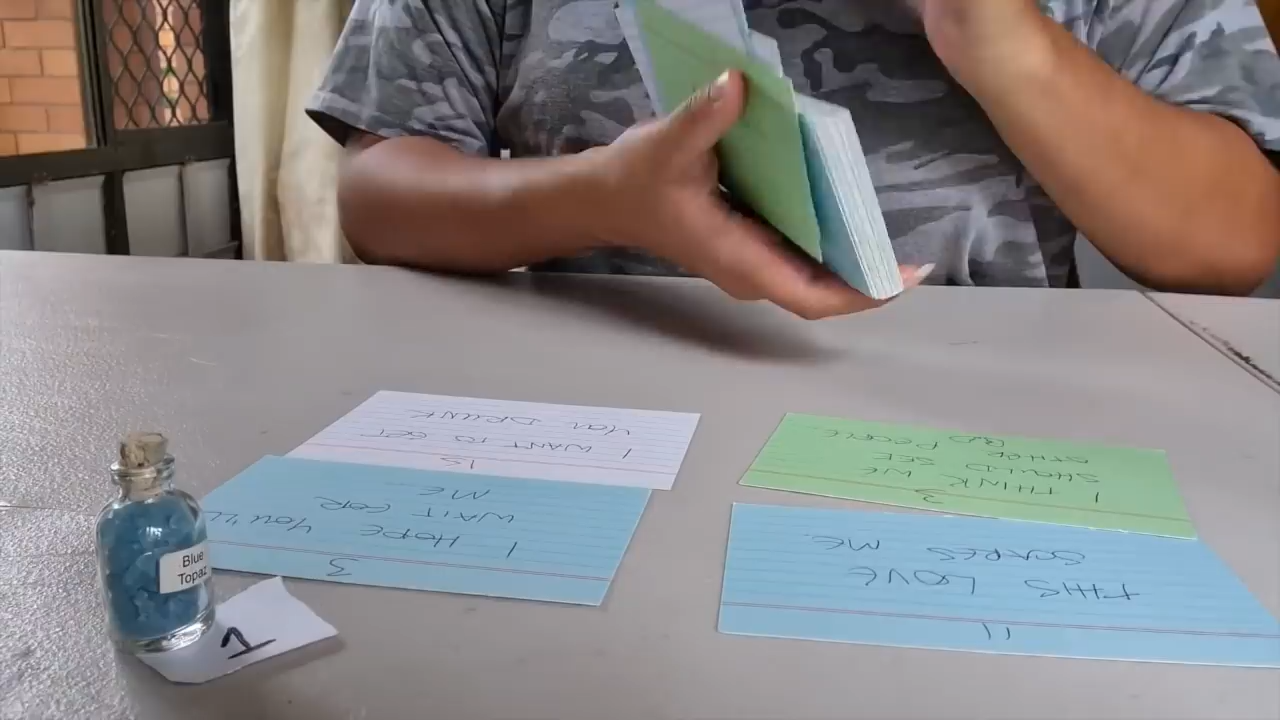 15
I WANT TO GET
YOU DRUNK
3
I HOPE YOU'LL
WAIT FOR
ME
I THINK WE
SHOULD SEE
OTHER
PEOPLE
11
THIS LOVE
SCARES ME.
Blue
Topaz
1